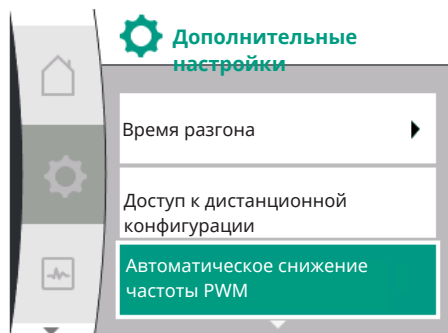 Дополнительные
настройки
Время разгона
Доступ к дистанционной
конфигурации
Автоматическое снижение
частоты PWM